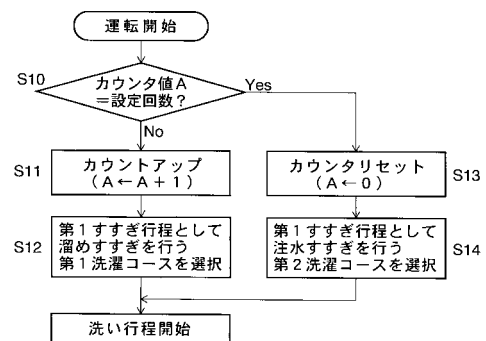 運転開始
S10
カウンタ値A
=設定回数?
Yes
No
S11
カウントアップ
(A←A+1)
カウンタリセット
(A←0)
S13
S12
第1すすぎ行程として
溜めすすぎを行う
第1洗濯コースを選択
第1すすぎ行程として
注水すすぎを行う
第2洗濯コースを選択
S14
洗い行程開始